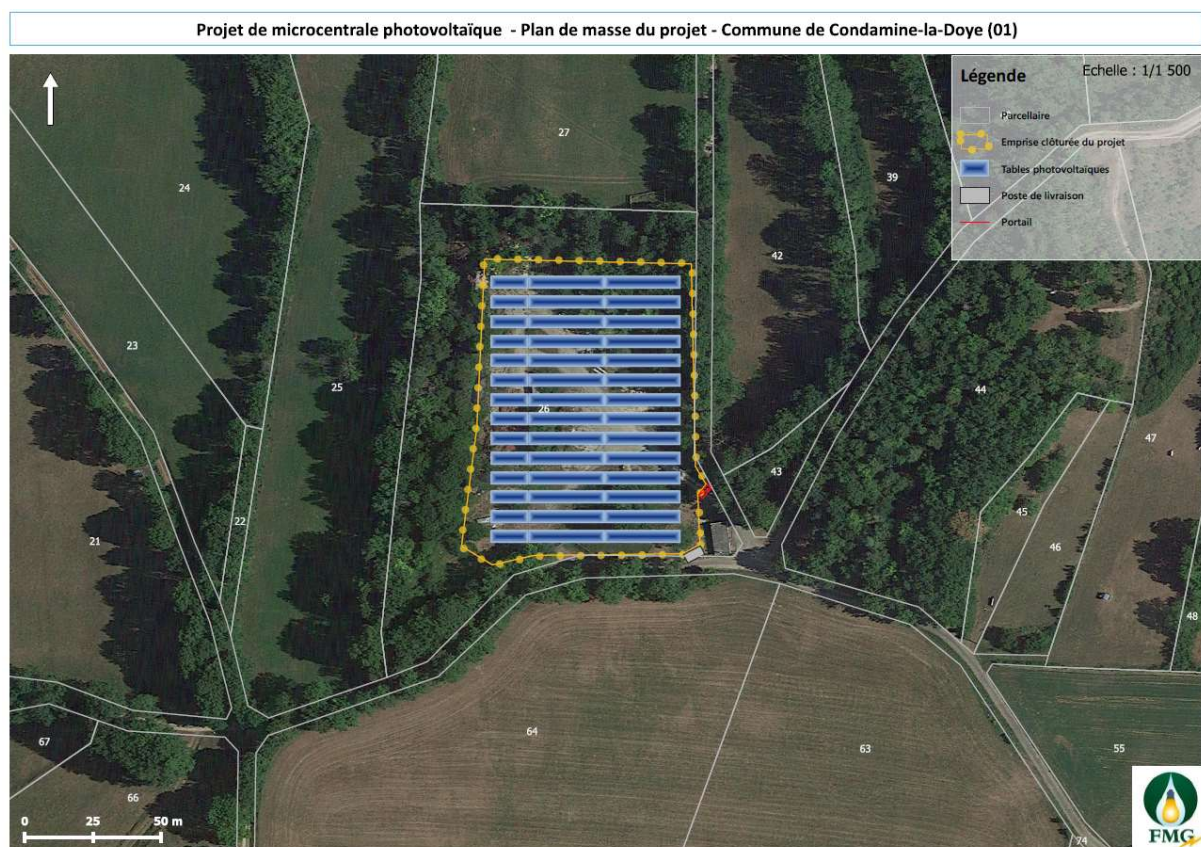 Projet de microcentrale photovoltaïque - Plan de masse du projet - Commune de Condamine-la-Doye (01)
Légende
Echelle : 1/1 500
Parcellaire
Emprise clôturée du projet
Tables photovoltaïques
Poste de livraison
Portail
27
24
39
42
23
25
44
26
47
43
22
45
21
46
48
64
63
55
67
66
74
0 25 50 m
FMG